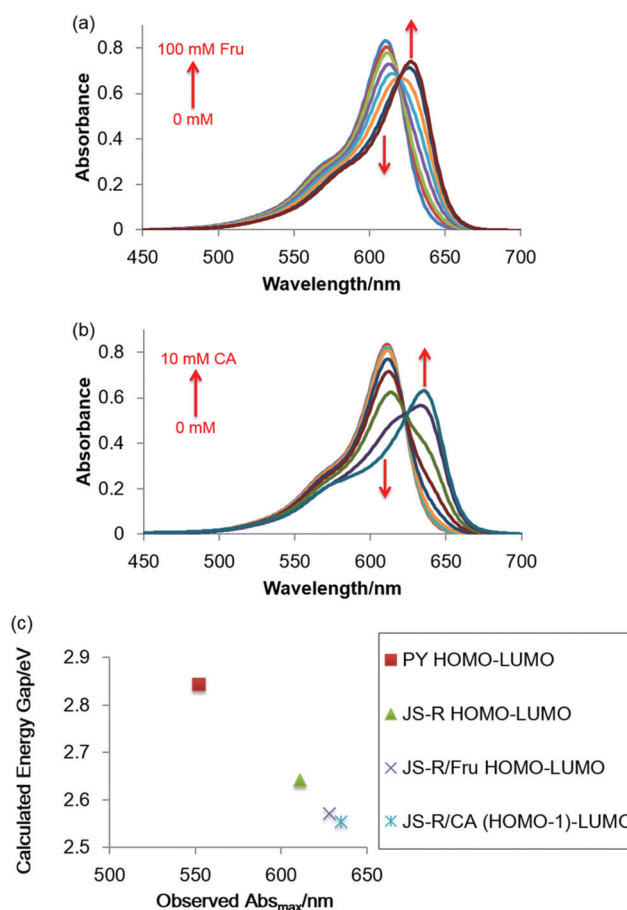 (a)
100 mM Fru
0 mM
0.8
0.6
0.4
0.2
0
Absorbance
450 500 550 600 650 700
Wavelength/nm
(b)
10 mM CA
0 mM
0.8
0.6
0.4
0.2
0
Absorbance
450 500 550 600 650 700
Wavelength/nm
(c)
2.9
2.8
2.7
2.6
2.5
Calculated Energy Gap/eV
500 550 600 650
Observed Absmax/nm
PY HOMO-LUMO
JS-R HOMO-LUMO
JS-R/Fru HOMO-LUMO
JS-R/CA (HOMO-1)-LUMO